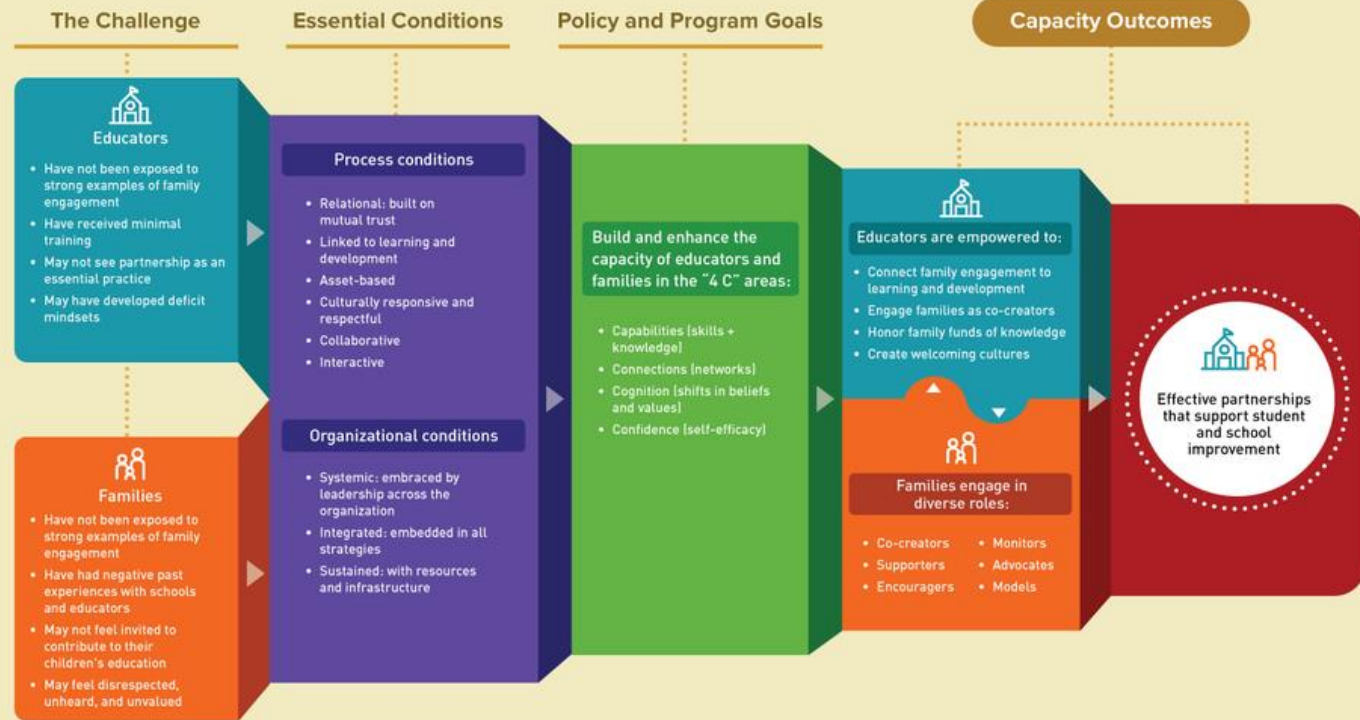 The Challenge
Essential Conditions
Policy and Program Goals
Capacity Outcomes
Educators
• Have not been exposed to
strong examples of family
engagement
• Have received minimal
training
• May not see partnership as an
essential practice
• May have developed deficit
mindsets
Families
• Have not been exposed to
strong examples of family
engagement
• Have had negative past
experiences with schools
and educators
• May not feel invited to
contribute to their
children's education
• May feel disrespected,
unheard, and unvalued
Process conditions
• Relational: built on
mutual trust
• Linked to learning and
development
• Asset-based
• Culturally responsive and
respectful
• Collaborative
• Interactive
Organizational conditions
• Systemic: embraced by
leadership across the
organization
• Integrated: embedded in all
strategies
• Sustained: with resources
and infrastructure
Build and enhance the
capacity of educators and
families in the "4 C" areas:
• Capabilities (skills +
knowledge)
• Connections (networks)
• Cognition (shifts in beliefs
and values)
• Confidence (self-efficacy)
Educators are empowered to:
• Connect family engagement to
learning and development
• Engage families as co-creators
• Honor family funds of knowledge
• Create welcoming cultures
Families engage in
diverse roles:
• Co-creators
• Supporters
• Encouragers
• Monitors
• Advocates
• Models
Effective partnerships
that support student
and school
improvement